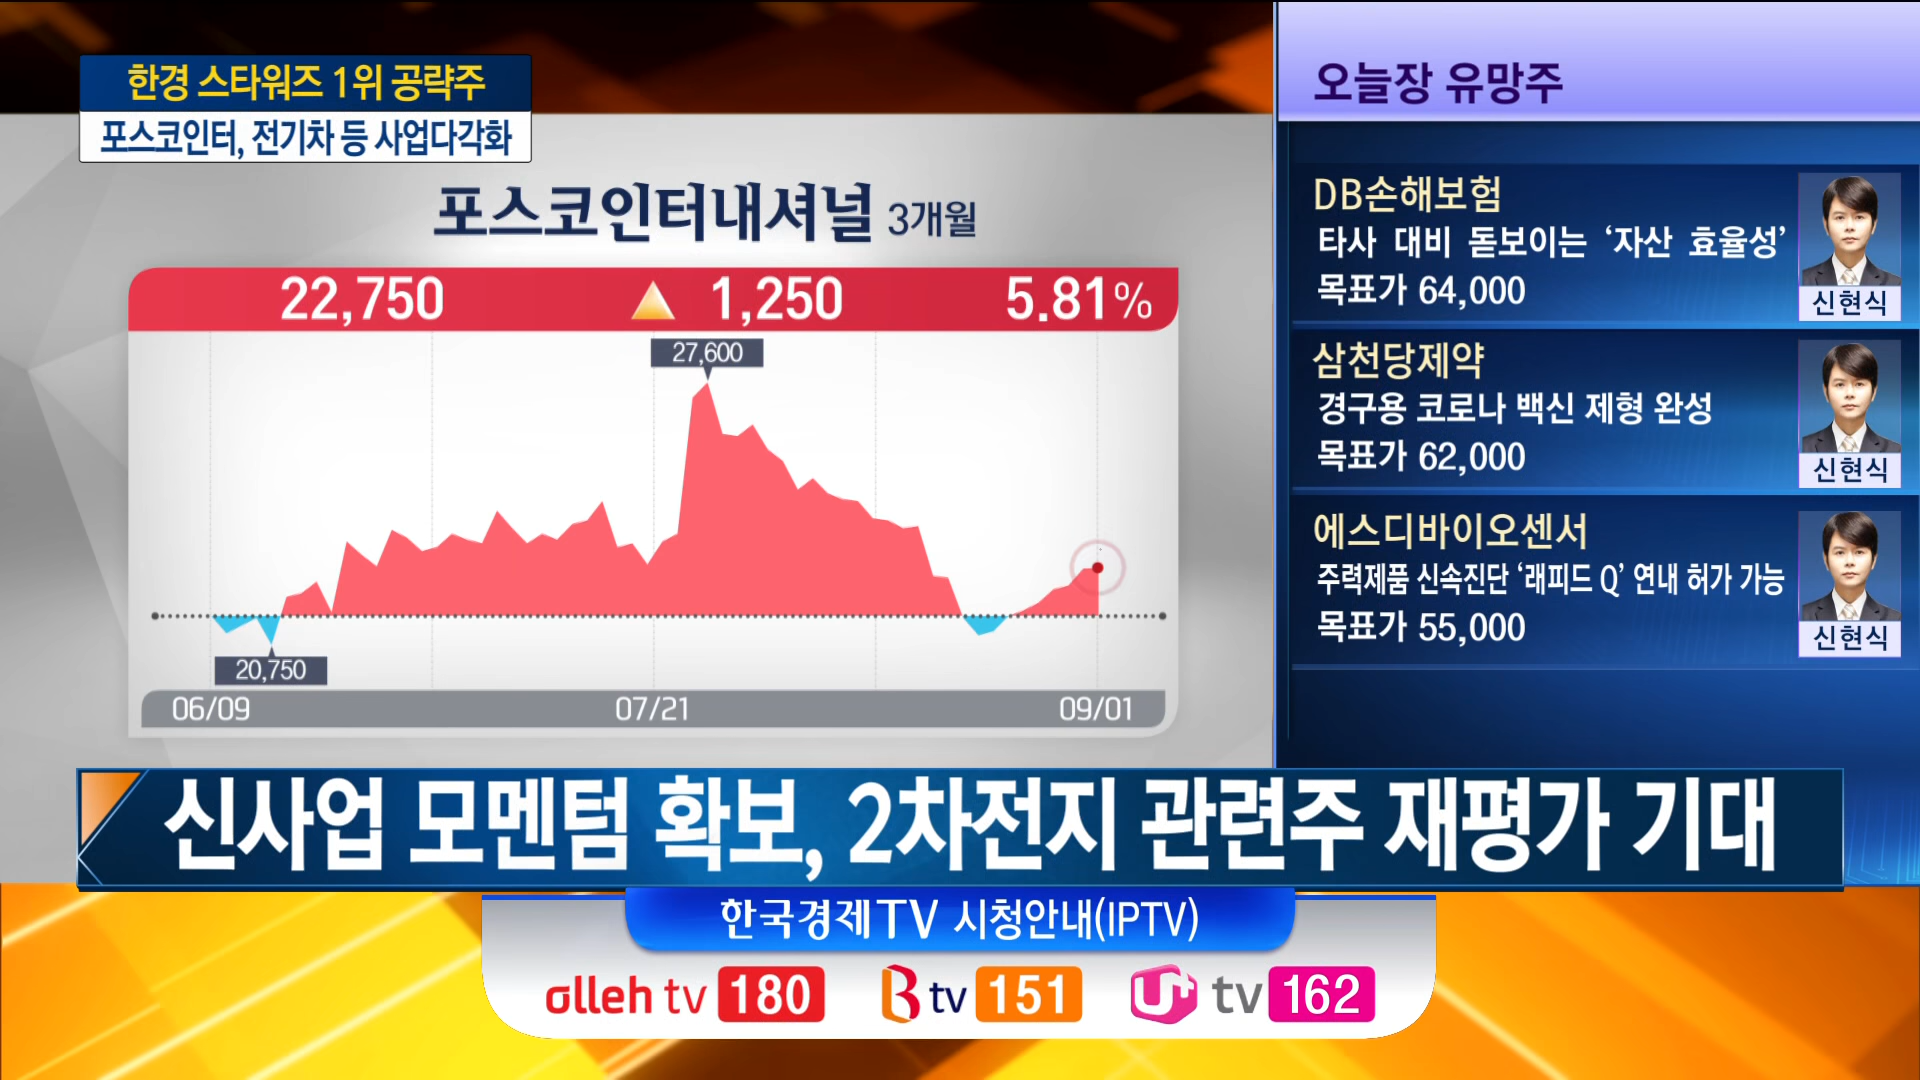 한경 스타워즈 1위 공략주
포스코인터, 전기차 등 사업다각화
포스코인터내셔널 3개월
22,750 ▲ 1,250 5.81%
27,600
20,750
06/09 07/21 09/01
오늘장 유망주
DB손해보험
타사 대비 돋보이는 ‘자산 효율성’
목표가 64,000
신현식
삼천당제약
경구용 코로나 백신 제형 완성
목표가 62,000
신현식
에스디바이오센서
주력제품 신속진단 ‘래피드 Q’ 연내 허가 가능
목표가 55,000
신현식
신사업 모멘텀 확보, 2차전지 관련주 재평가 기대
한국경제TV 시청안내(IPTV)
olleh tv 180 B tv 151 U+ tv 162